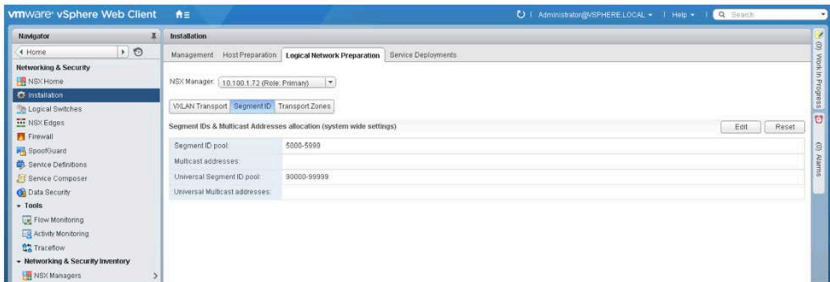 vmware® vSphere Web Client
Administrator@VSPHERE.LOCAL
Help
Search
Navigator
Home
Networking & Security
NSX Home
Installation
Logical Switches
NSX Edges
Firewall
SpoofGuard
Service Definitions
Service Composer
Data Security
Tools
Flow Monitoring
Activity Monitoring
Traceflow
Networking & Security Inventory
NSX Managers
Installation
Management Host Preparation Logical Network Preparation Service Deployments
NSX Manager: 10.100.1.72 (Role: Primary)
VXLAN Transport Segment ID Transport Zones
Segment IDs & Multicast Addresses allocation (system wide settings)
Edit Reset
Segment ID pool: 5000-5999
Multicast addresses:
Universal Segment ID pool: 90000-99999
Universal Multicast addresses:
(0) Work In Progress
(0) Alarms